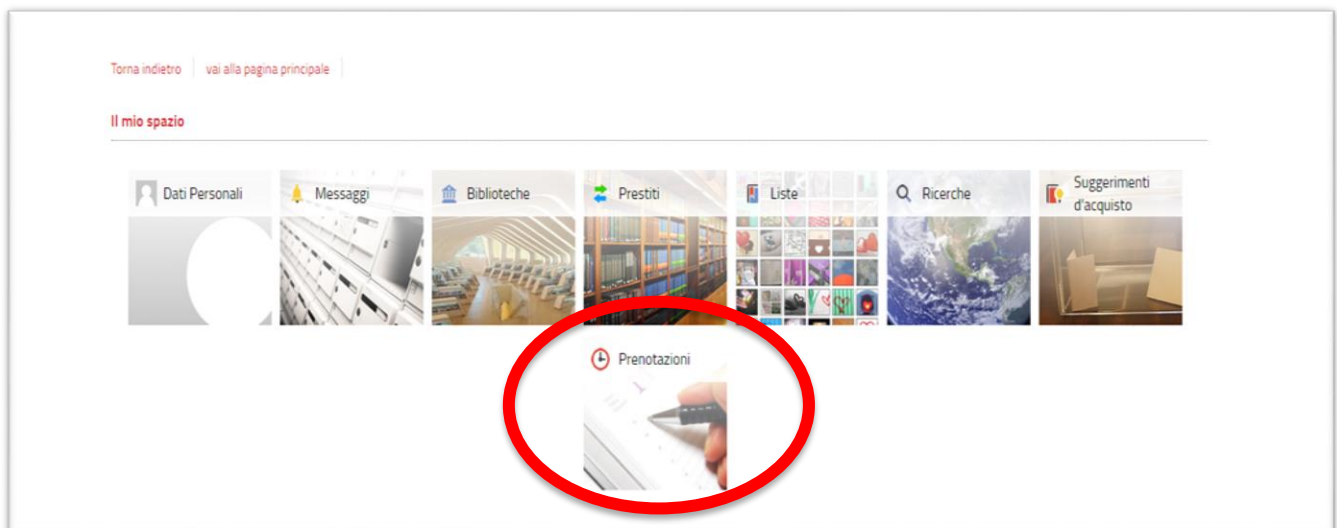 Torna indietro vai alla pagina principale
Il mio spazio
Dati Personali Messaggi Biblioteche Prestiti Liste Ricerche Suggerimenti
d'acquisto
Prenotazioni